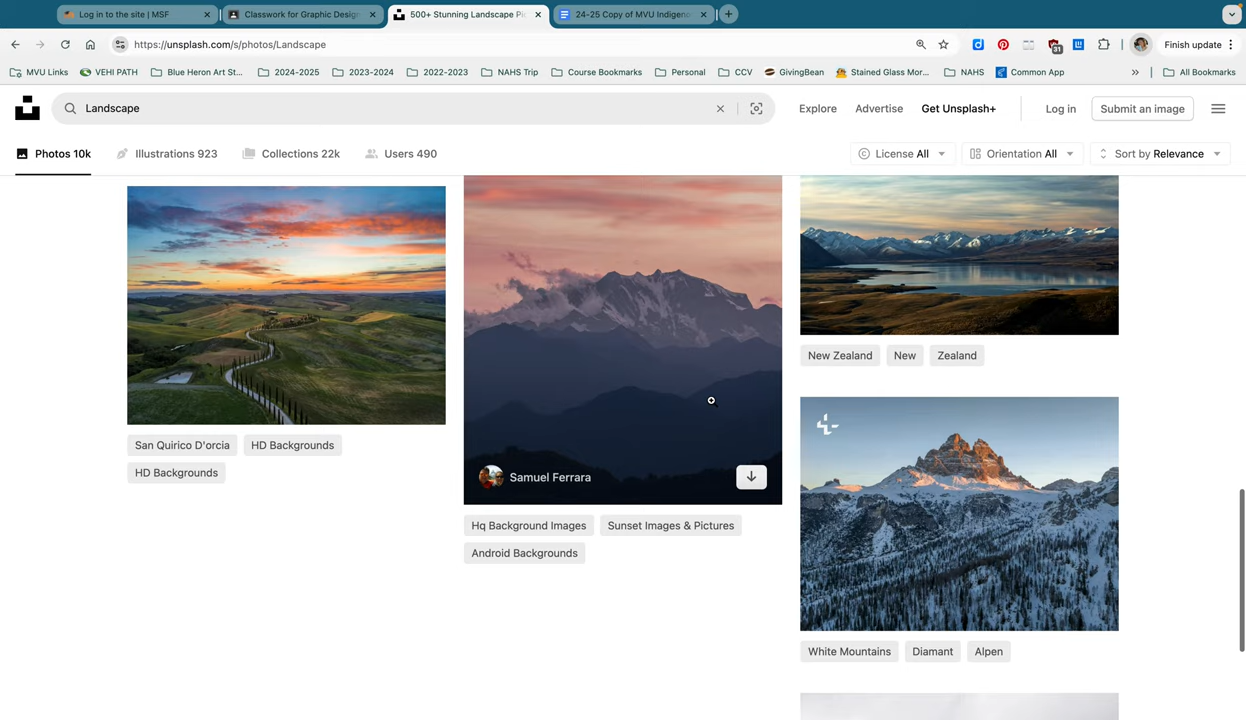 Log in to the site | MSF
Classwork for Graphic Design
500+ Stunning Landscape Pi
24-25 Copy of MVU Indigen
https://unsplash.com/s/photos/Landscape
31
Finish update
MVU Links
VEHI PATH
Blue Heron Art St...
2024-2025
2023-2024
2022-2023
NAHS Trip
Course Bookmarks
Personal
CCV
GivingBean
Stained Glass Mor...
NAHS
Common App
All Bookmarks
Landscape
Explore
Advertise
Get Unsplash+
Log in
Submit an image
Photos 10k
Illustrations 923
Collections 22k
Users 490
License All
Orientation All
Sort by Relevance
New Zealand
New
Zealand
San Quirico D'orcia
HD Backgrounds
HD Backgrounds
Samuel Ferrara
Hq Background Images
Sunset Images & Pictures
Android Backgrounds
White Mountains
Diamant
Alpen